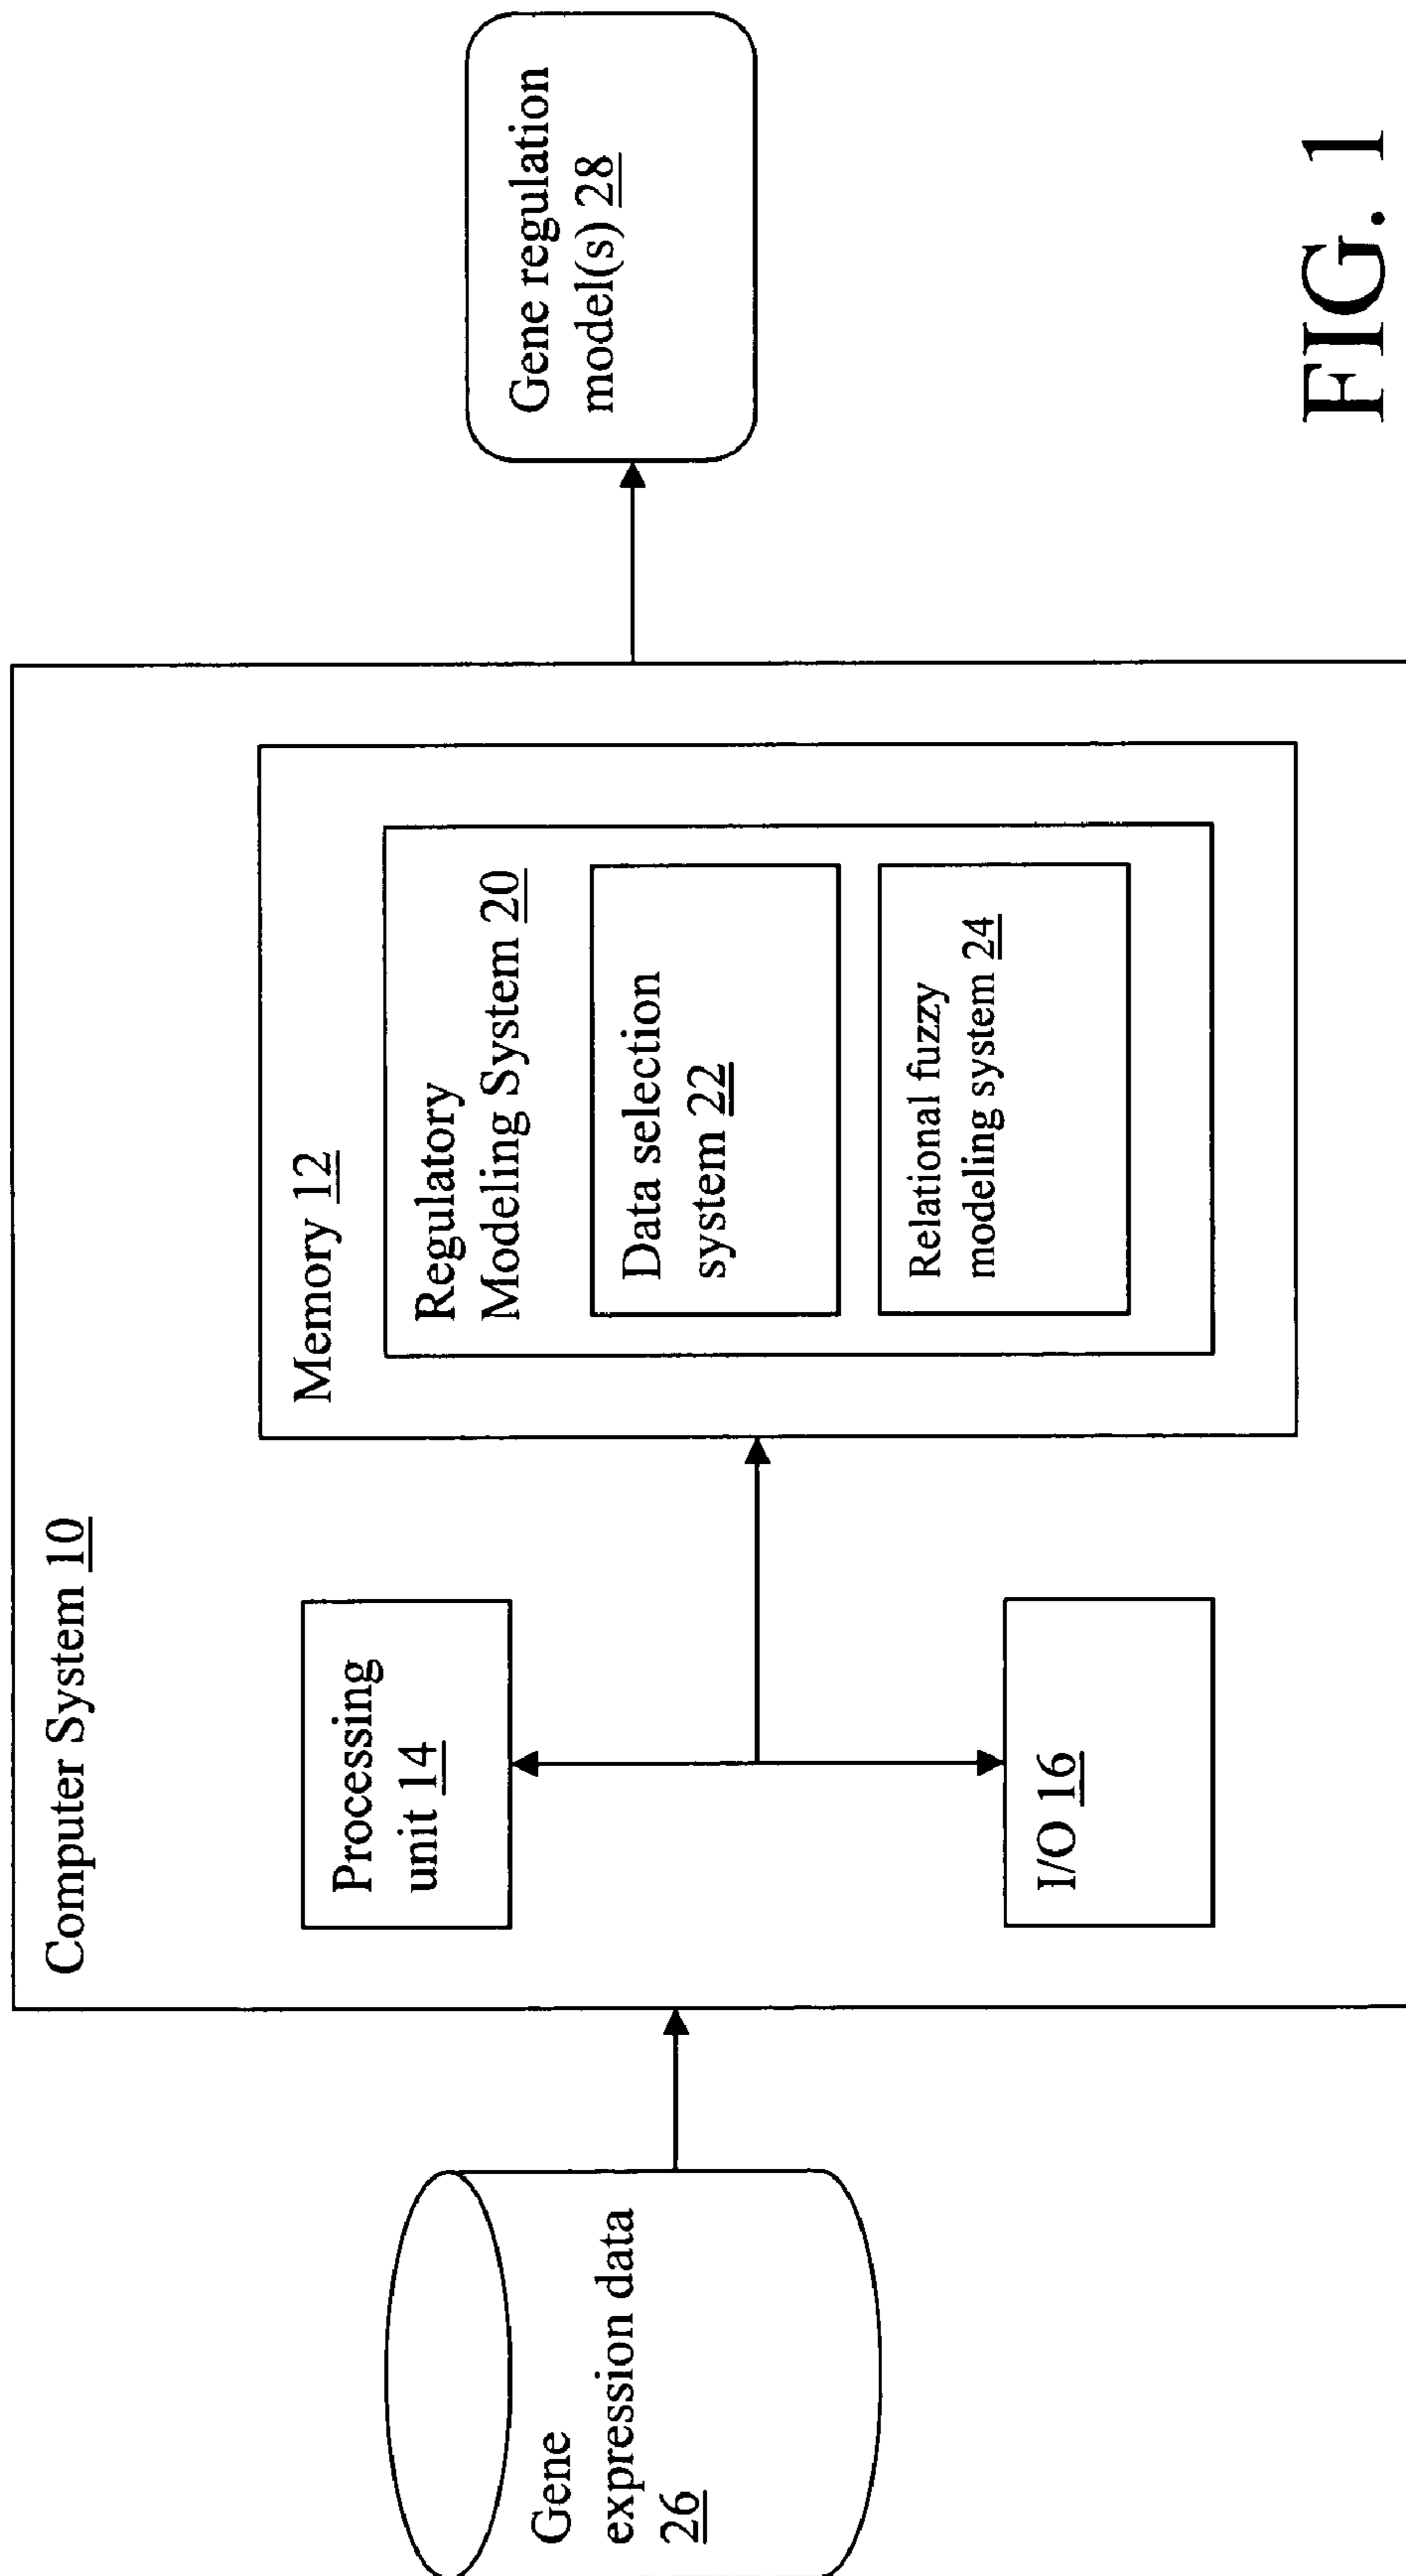 Computer System 10
Processing
unit 14
I/O 16
Memory 12
Regulatory
Modeling System 20
Data selection
system 22
Relational fuzzy
modeling system 24
Gene
expression data
26
Gene regulation
model(s) 28
FIG. 1